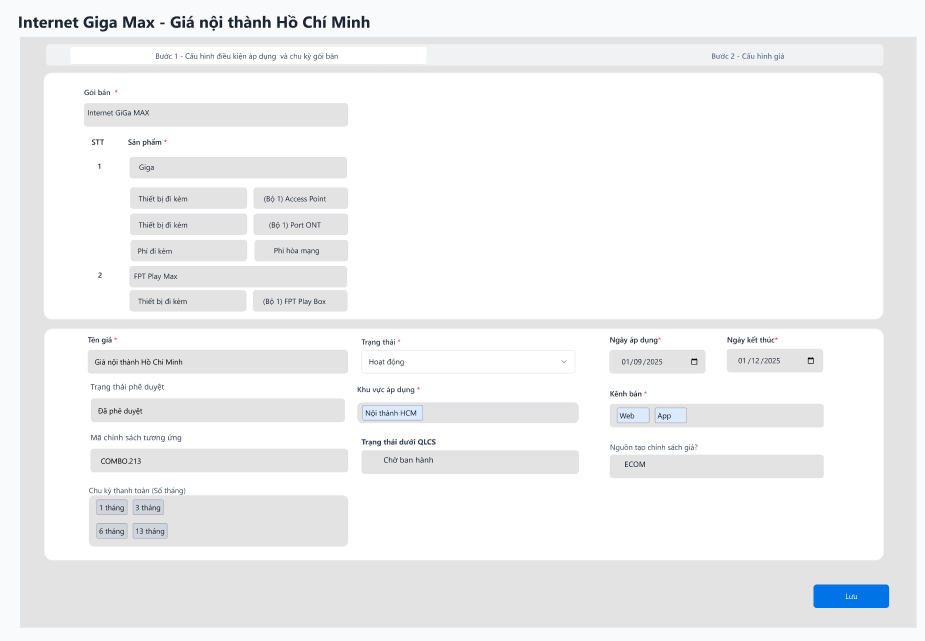 Internet Giga Max - Giá nội thành Hồ Chí Minh
Bước 1 - Cấu hình điều kiện áp dụng và chu kỳ gói bán
Bước 2 - Cấu hình giá
Gói bán *
Internet GiGa MAX
STT Sản phẩm *
1 Giga
Thiết bị đi kèm (Bộ 1) Access Point
Thiết bị đi kèm (Bộ 1) Port ONT
Phí đi kèm Phí hòa mạng
2 FPT Play Max
Thiết bị đi kèm (Bộ 1) FPT Play Box
Tên giá *
Giá nội thành Hồ Chí Minh
Trạng thái *
Hoạt động
Ngày áp dụng*
01/09/2025
Ngày kết thúc*
01/12/2025
Trạng thái phê duyệt
Đã phê duyệt
Khu vực áp dụng *
Nội thành HCM
Kênh bán *
Web App
Mã chính sách tương ứng
COMBO.213
Trạng thái dưới QLCS
Chờ ban hành
Nguồn tạo chính sách giá?
ECOM
Chu kỳ thanh toán (Số tháng)
1 tháng 3 tháng
6 tháng 13 tháng
Lưu